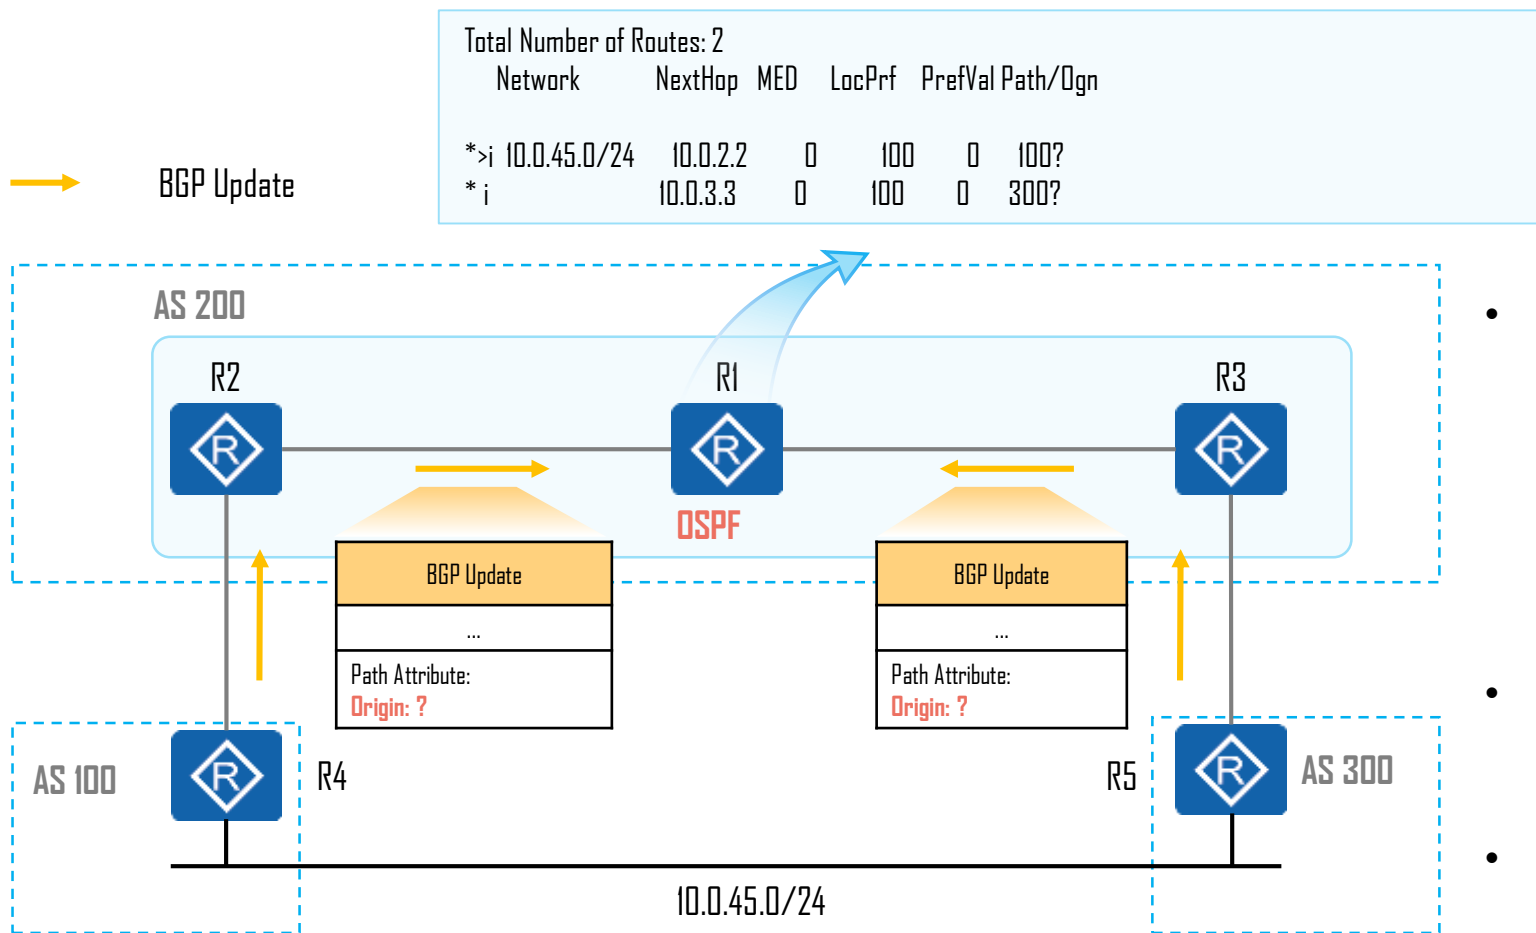 Total Number of Routes: 2
Network NextHop MED LocPrf PrefVal Path/Ogn
*>i 10.0.45.0/24 10.0.2.2 0 100 0 100?
* i 10.0.3.3 0 100 0 300?
BGP Update
AS 200
R2 R1 R3
R R R
OSPF
BGP Update BGP Update
... ...
Path Attribute: Path Attribute:
Origin: ? Origin: ?
AS 100 R R4 R5 R AS 300
10.0.45.0/24